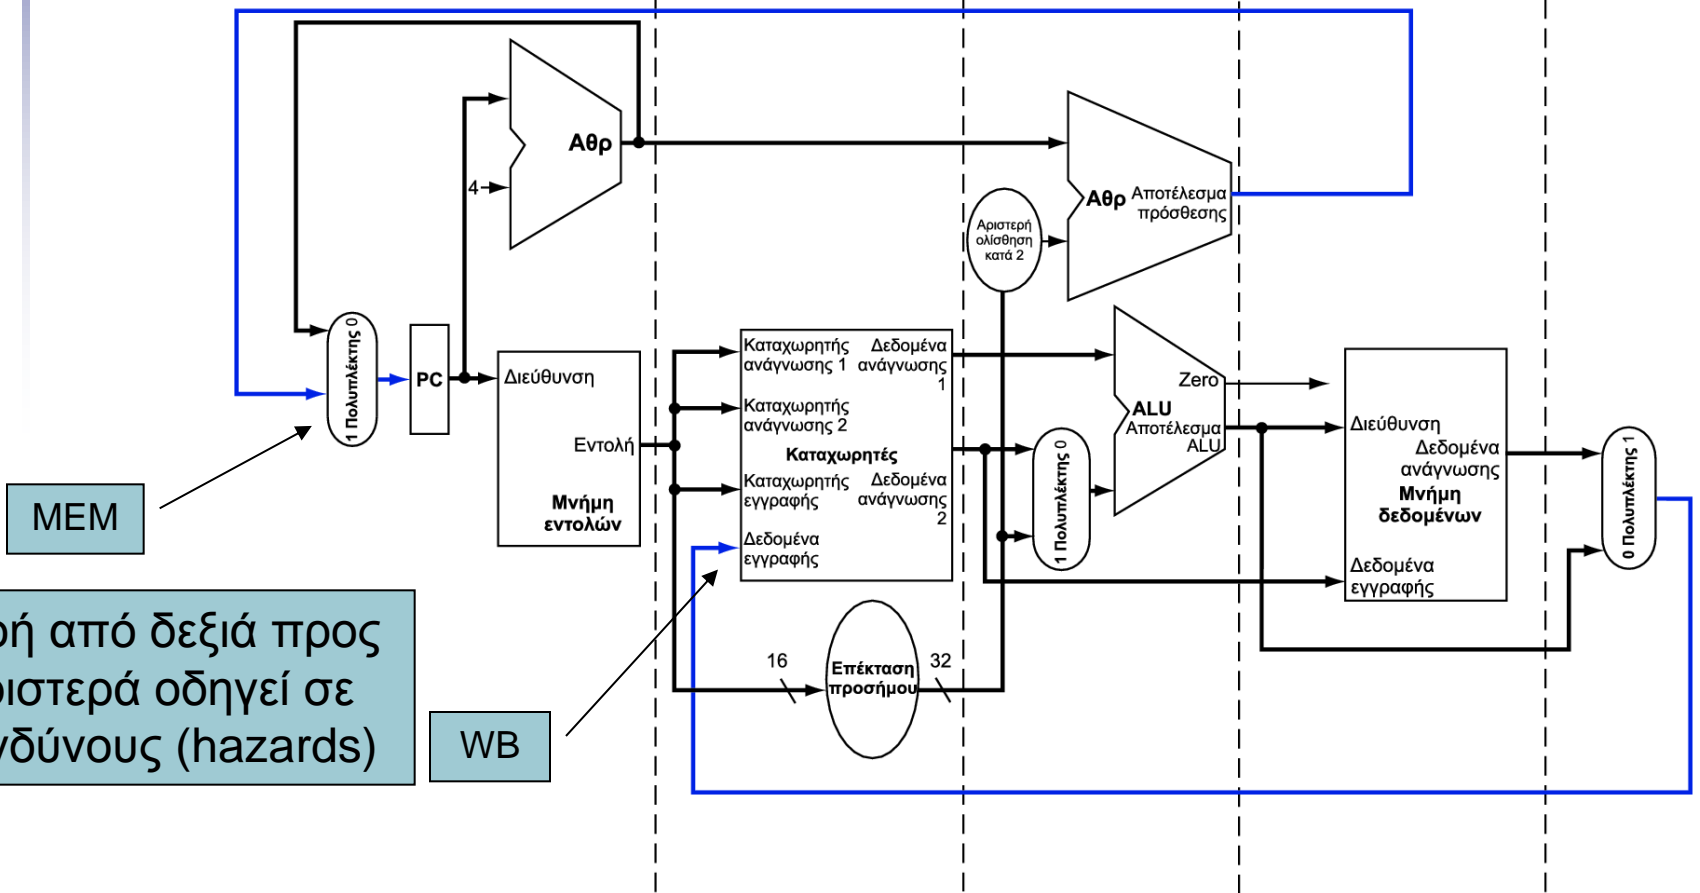 Αθρ
4
Αθρ
Αποτέλεσμα
πρόσθεσης
Αριστερή
ολίσθηση
κατά 2
1 Πολυπλέκτης 0
PC
Διεύθυνση
Εντολή
Μνήμη
εντολών
Καταχωρητής
ανάγνωσης 1
Δεδομένα
ανάγνωσης
1
Καταχωρητής
ανάγνωσης 2
Καταχωρητές
Καταχωρητής
εγγραφής
Δεδομένα
ανάγνωσης
2
Δεδομένα
εγγραφής
1 Πολυπλέκτης 0
Zero
ALU
Αποτέλεσμα
ALU
Διεύθυνση
Δεδομένα
ανάγνωσης
Μνήμη
δεδομένων
Δεδομένα
εγγραφής
0 Πολυπλέκτης 1
16
Επέκταση
προσήμου
32
MEM
από δεξιά προς
οδηγεί σε
(hazards)
WB